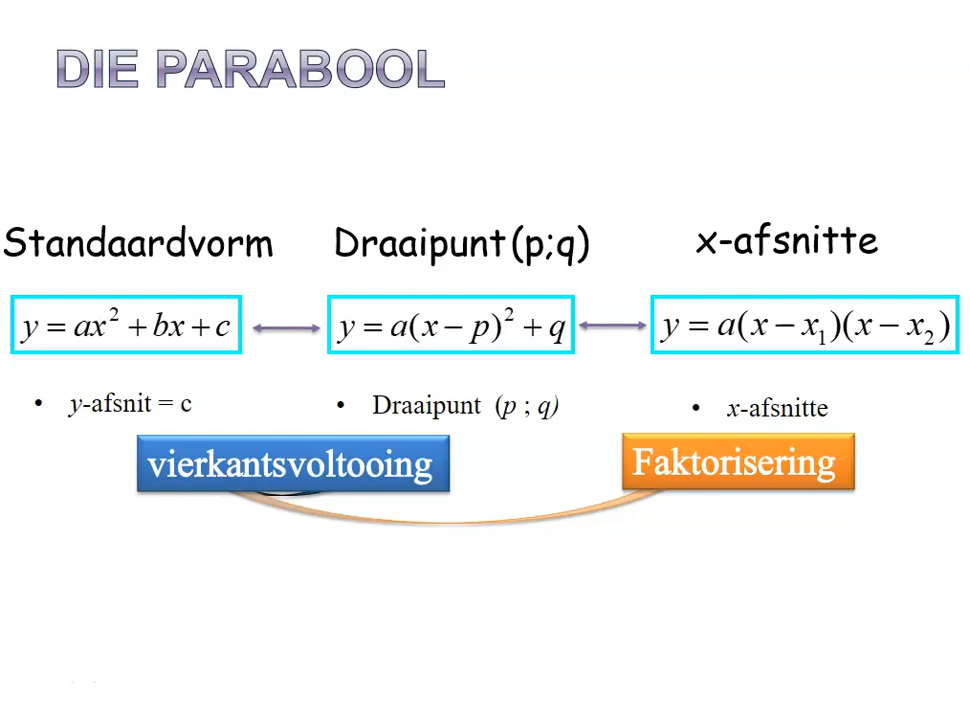 DIE PARABOOL
Standaardvorm
Draaipunt (p;q)
x-afsnitte
y = ax² + bx + c
y = a(x − p)² + q
y = a(x − x₁)(x − x₂)
• y-afsnit = c
• Draaipunt (p ; q)
• x-afsnitte
vierkantsvoltooing
Faktorisering